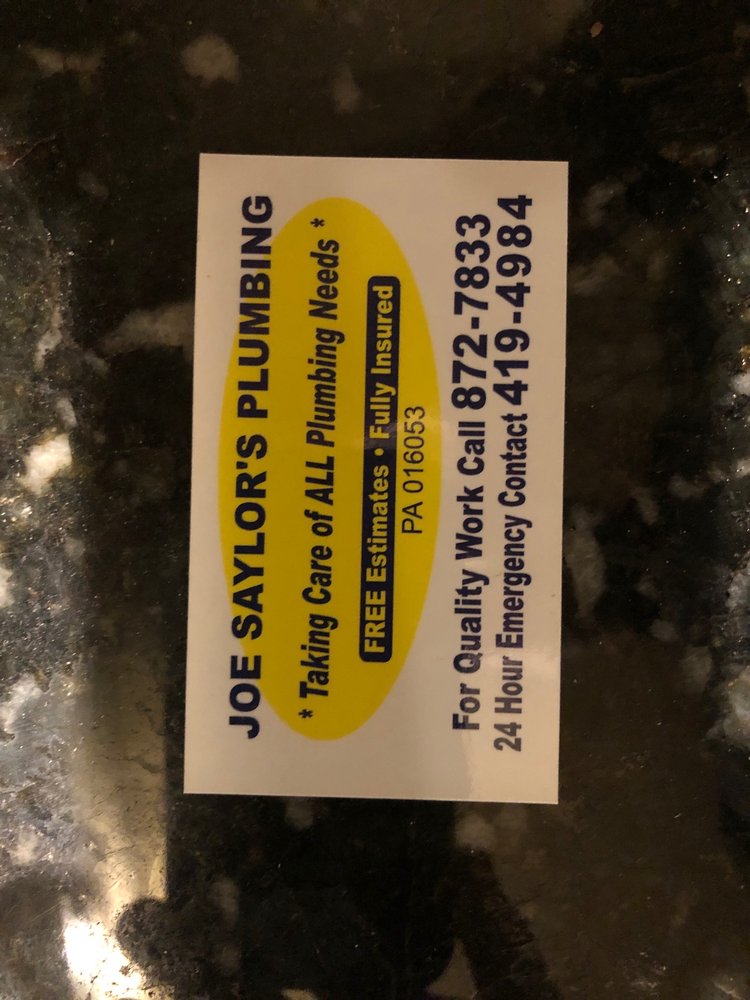 JOE SAYLOR'S PLUMBING
* Taking Care of ALL Plumbing Needs *
FREE Estimates • Fully Insured
PA 016053
For Quality Work Call 872-7833
24 Hour Emergency Contact 419-4984